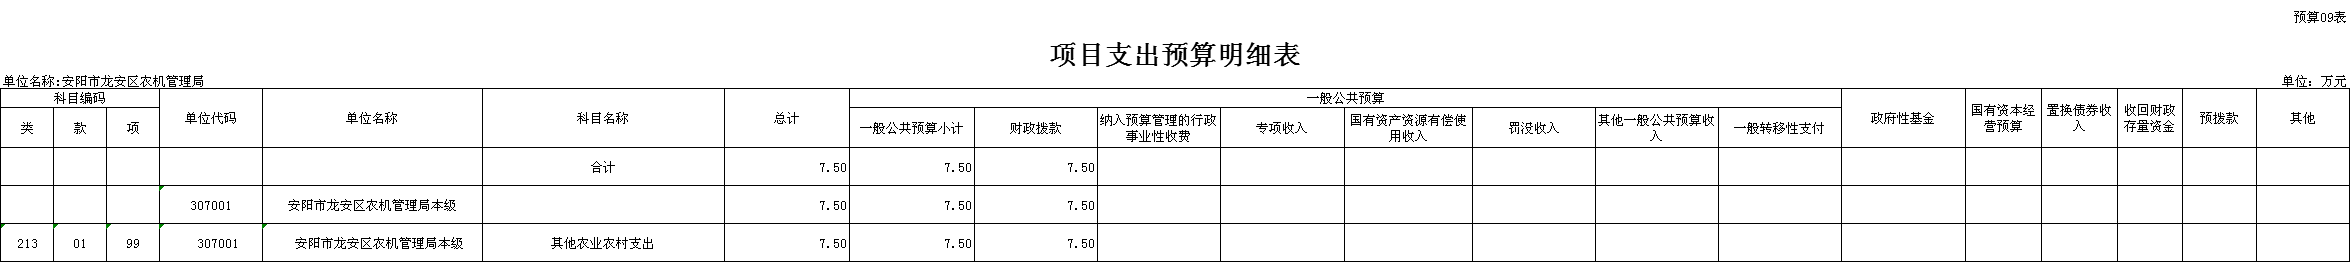 预算09表
项目支出预算明细表
单位名称:安阳市龙安区农机管理局 单位：万元
科目编码 单位代码 单位名称 科目名称 总计 一般公共预算 政府性基金 国有资本经营预算 置换债券收入 收回财政存量资金 预拨款 其他
类 款 项 一般公共预算小计 财政拨款 纳入预算管理的行政事业性收费 专项收入 国有资产资源有偿使用收入 罚没收入 其他一般公共预算收入 一般转移性支付
合计 7.50 7.50 7.50
307001 安阳市龙安区农机管理局本级 7.50 7.50 7.50
213 01 99 307001 安阳市龙安区农机管理局本级 其他农业农村支出 7.50 7.50 7.50